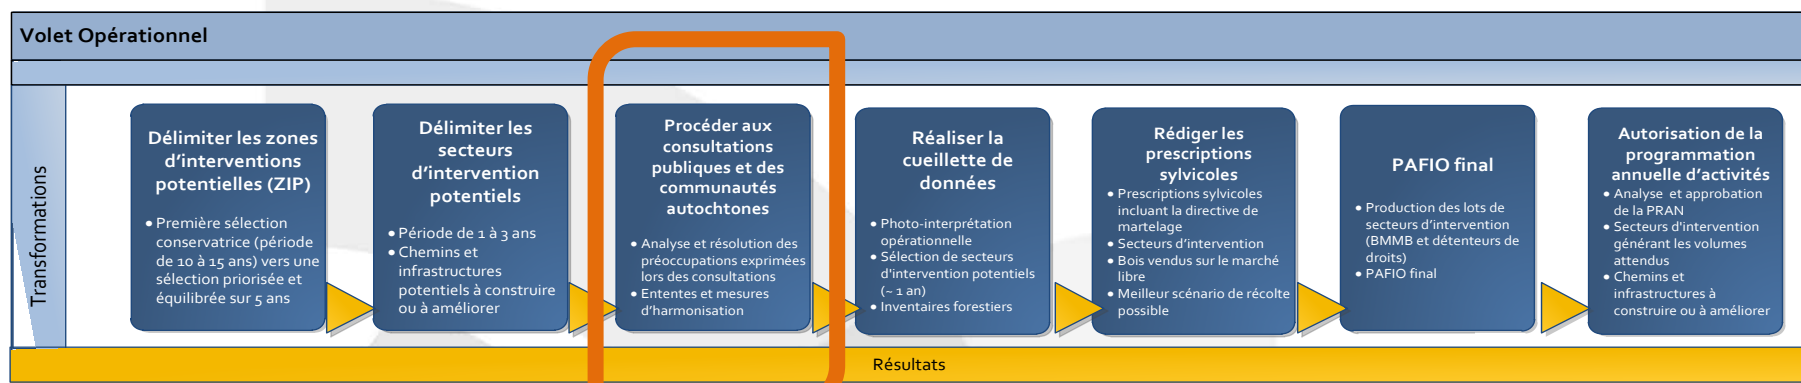 Volet Opérationnel
Transformations
Délimiter les zones
d'interventions
potentielles (ZIP)
• Première sélection
conservatrice (période
de 10 à 15 ans) vers une
sélection priorisée et
équilibrée sur 5 ans
Délimiter les
secteurs
d'intervention
potentiels
• Période de 1 à 3 ans
• Chemins et
infrastructures
potentiels à construire
ou à améliorer
Procéder aux
consultations
publiques et des
communautés
autochtones
• Analyse et résolution des
préoccupations exprimées
lors des consultations
• Ententes et mesures
d'harmonisation
Réaliser la
cueillette de
données
• Photo-interprétation
opérationnelle
• Sélection de secteurs
d'intervention potentiels
(~ 1 an)
• Inventaires forestiers
Rédiger les
prescriptions
sylvicoles
• Prescriptions sylvicoles
incluant la directive de
martelage
• Secteurs d'intervention
• Bois vendus sur le marché
libre
• Meilleur scénario de récolte
possible
PAFIO final
• Production des lots de
secteurs d'intervention
(BMMB et détenteurs de
droits)
• PAFIO final
Autorisation de la
programmation
annuelle d'activités
• Analyse et approbation
de la PRAN
• Secteurs d'intervention
générant les volumes
attendus
• Chemins et
infrastructures à
construire ou à améliorer
Résultats